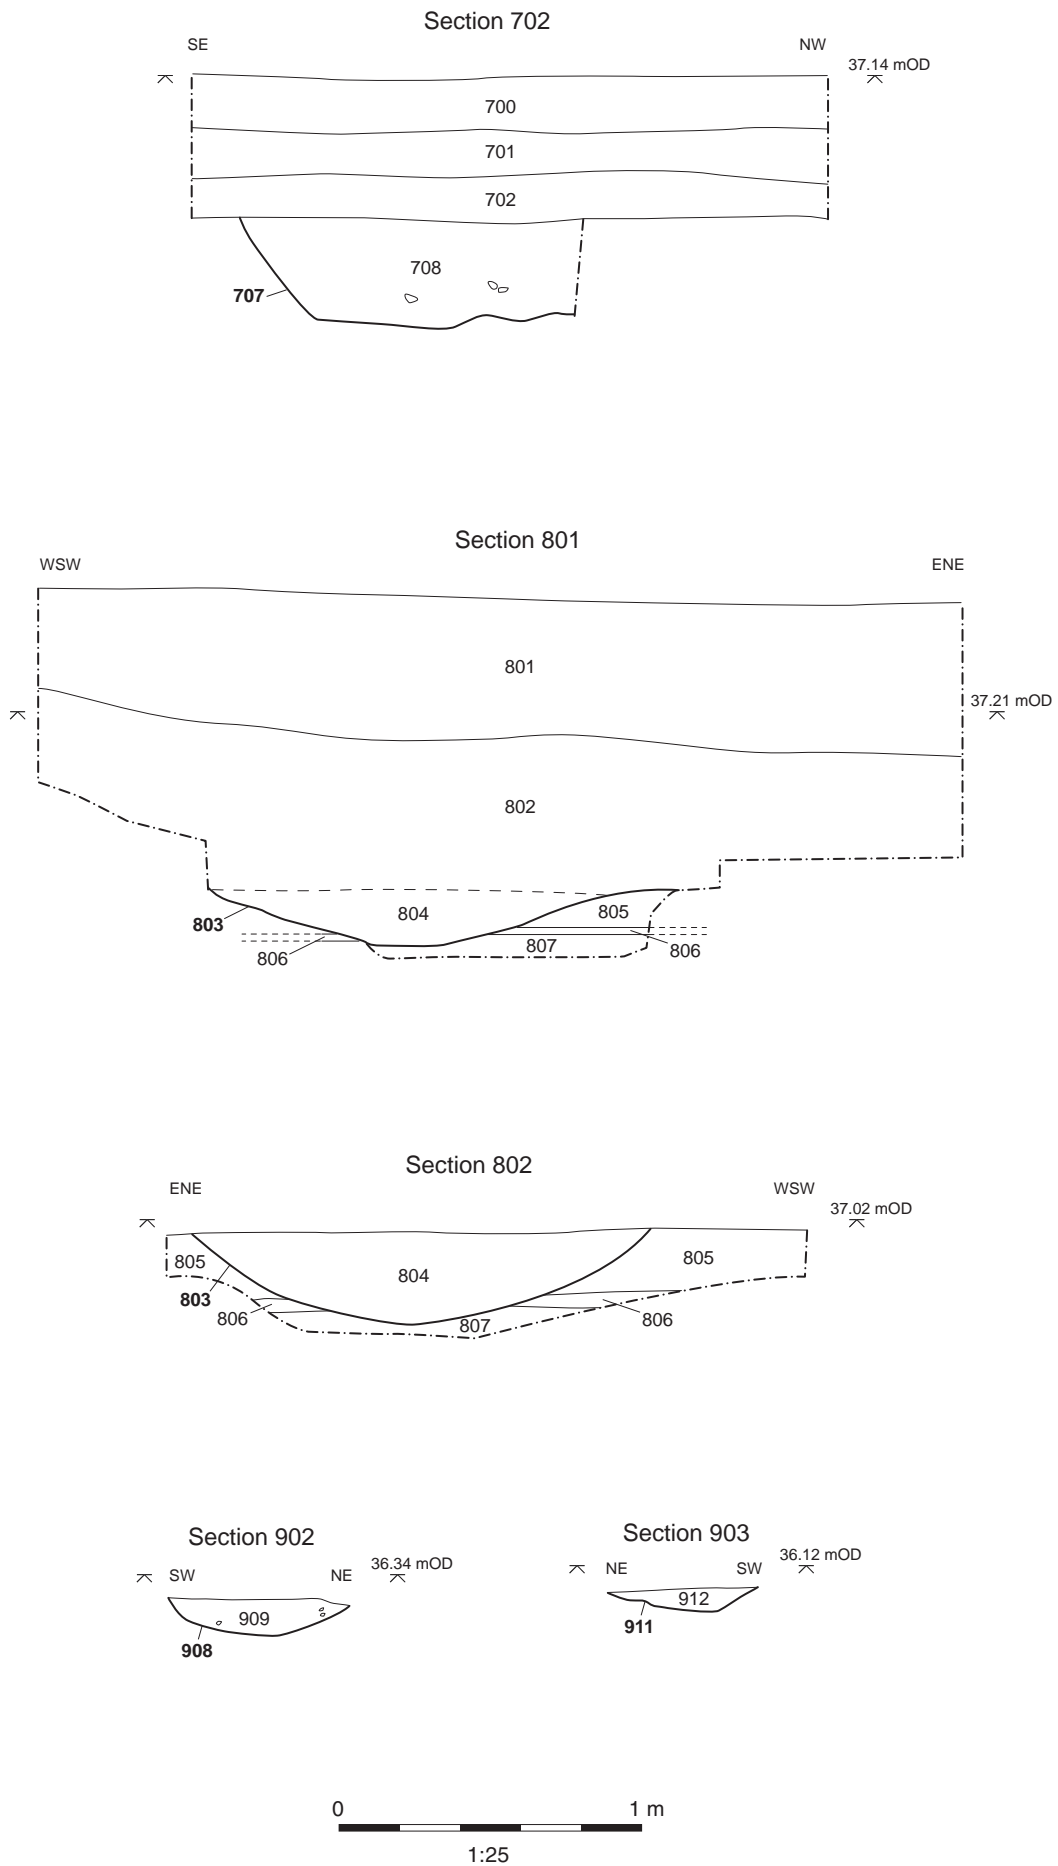 Section 702
SE NW
37.14 mOD
700
701
702
708
707
Section 801
WSW ENE
801
37.21 mOD
802
804 805
803
807
806 806
Section 802
ENE WSW
37.02 mOD
805 804 805
803
806 807 806
Section 902
SW NE 36.34 mOD
909
908
Section 903
NE SW 36.12 mOD
912
911
0 1 m
1:25